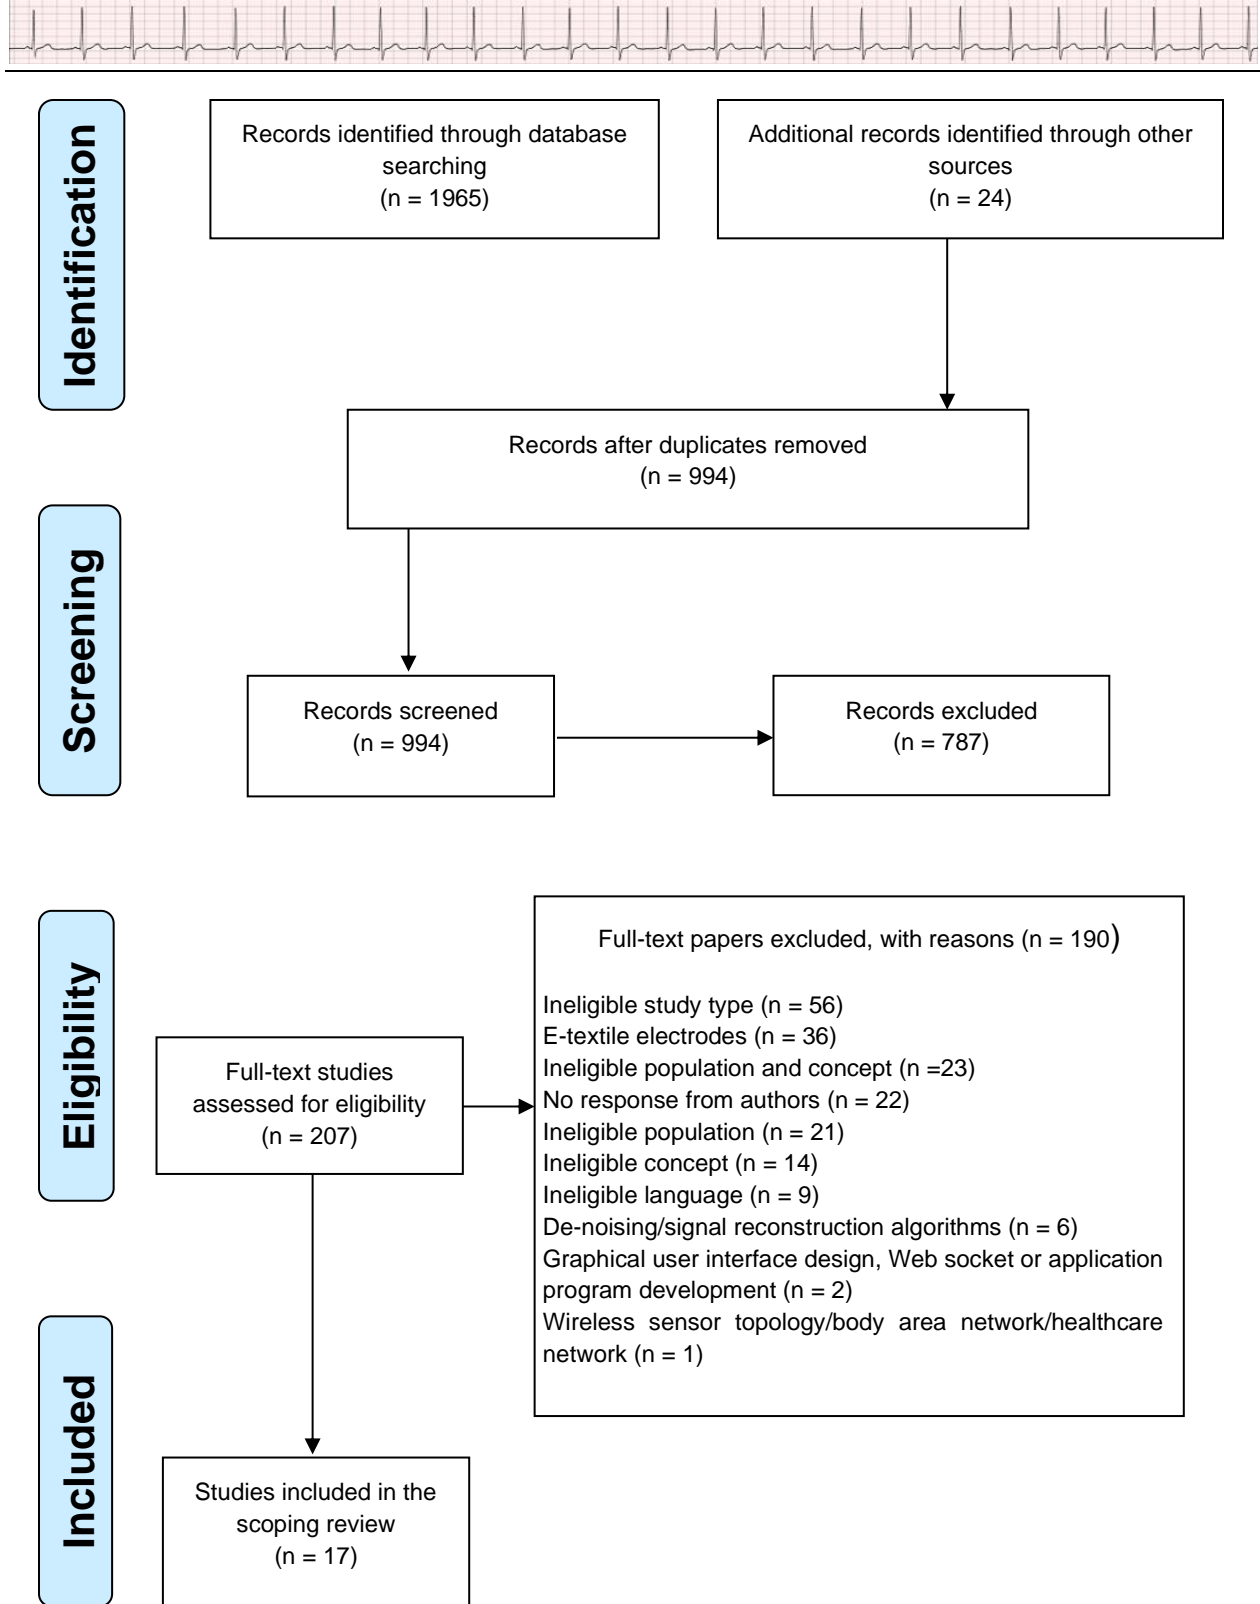 Identification
Records identified through database
searching
(n = 1965)
Additional records identified through other
sources
(n = 24)
Records after duplicates removed
(n = 994)
Screening
Records screened
(n = 994)
Records excluded
(n = 787)
Eligibility
Full-text studies
assessed for eligibility
(n = 207)
Full-text papers excluded, with reasons (n = 190)
Ineligible study type (n = 56)
E-textile electrodes (n = 36)
Ineligible population and concept (n =23)
No response from authors (n = 22)
Ineligible population (n = 21)
Ineligible concept (n = 14)
Ineligible language (n = 9)
De-noising/signal reconstruction algorithms (n = 6)
Graphical user interface design, Web socket or application
program development (n = 2)
Wireless sensor topology/body area network/healthcare
network (n = 1)
Included
Studies included in the
scoping review
(n = 17)